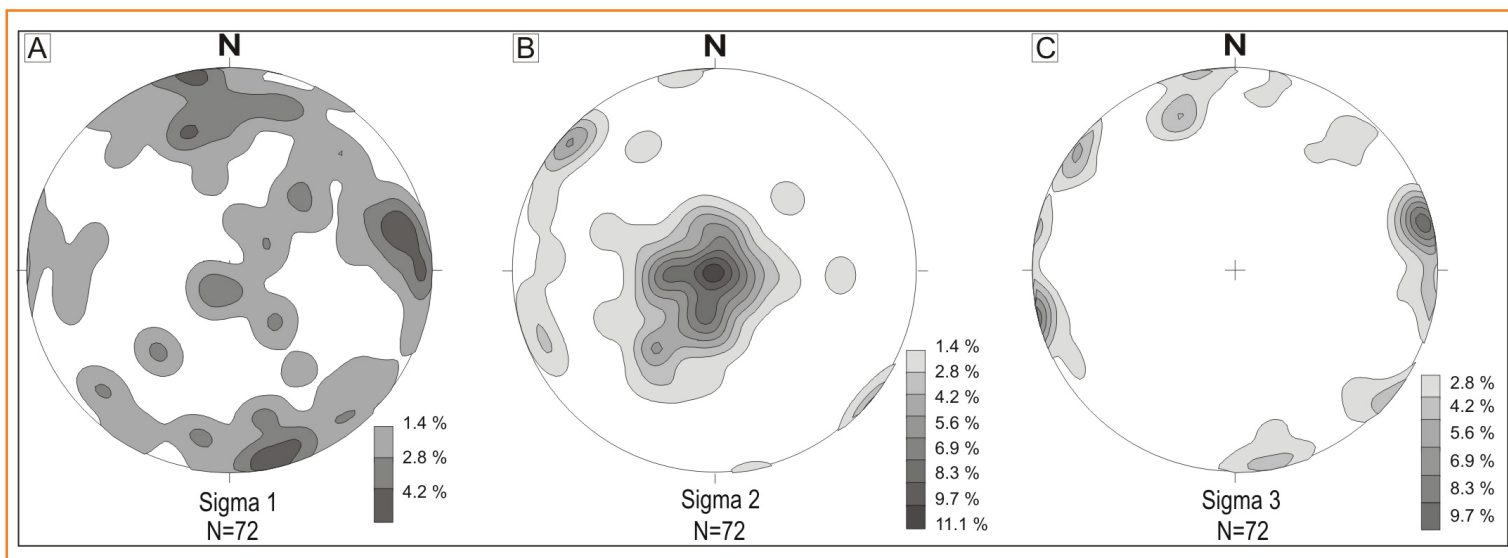 A
N
Sigma 1
N=72
1.4 %
2.8 %
4.2 %
B
N
Sigma 2
N=72
1.4 %
2.8 %
4.2 %
5.6 %
6.9 %
8.3 %
9.7 %
11.1 %
C
N
Sigma 3
N=72
2.8 %
4.2 %
5.6 %
6.9 %
8.3 %
9.7 %